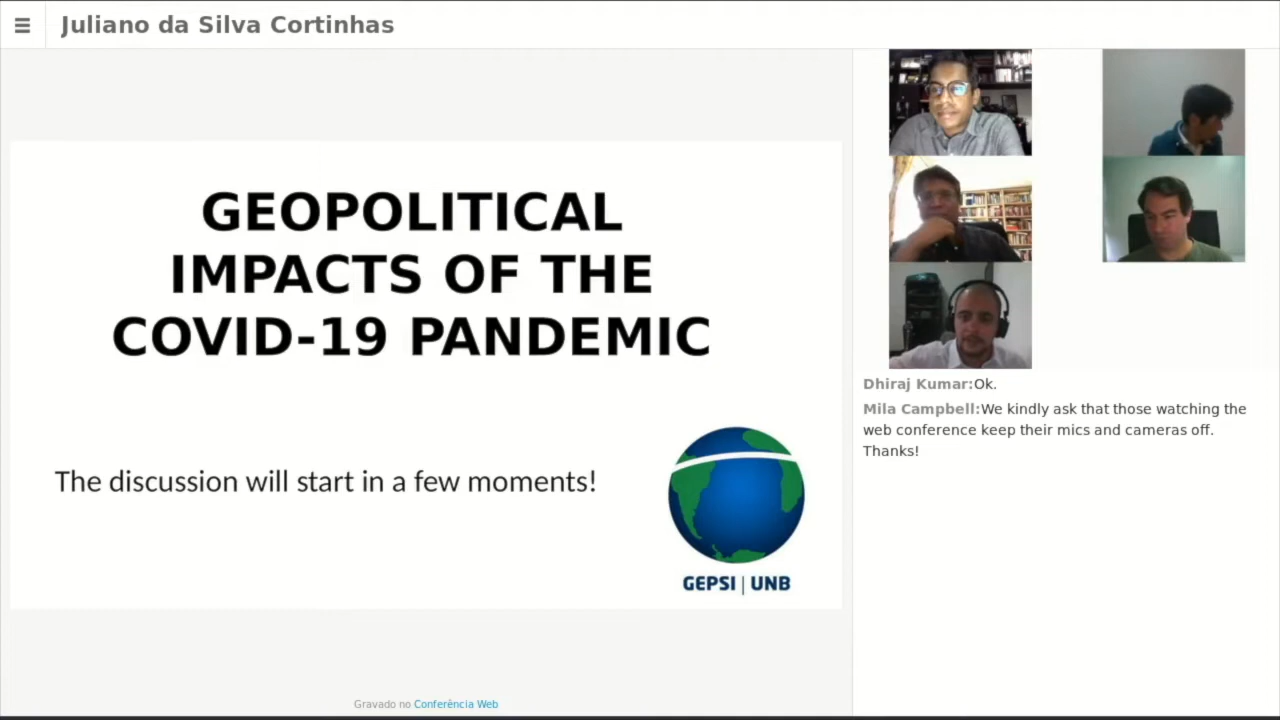 Juliano da Silva Cortinhas
GEOPOLITICAL
IMPACTS OF THE
COVID-19 PANDEMIC
The discussion will start in a few moments!
GEPSI | UNB
Gravado no Conferência Web
Dhiraj Kumar:Ok.
Mila Campbell:We kindly ask that those watching the
web conference keep their mics and cameras off.
Thanks!